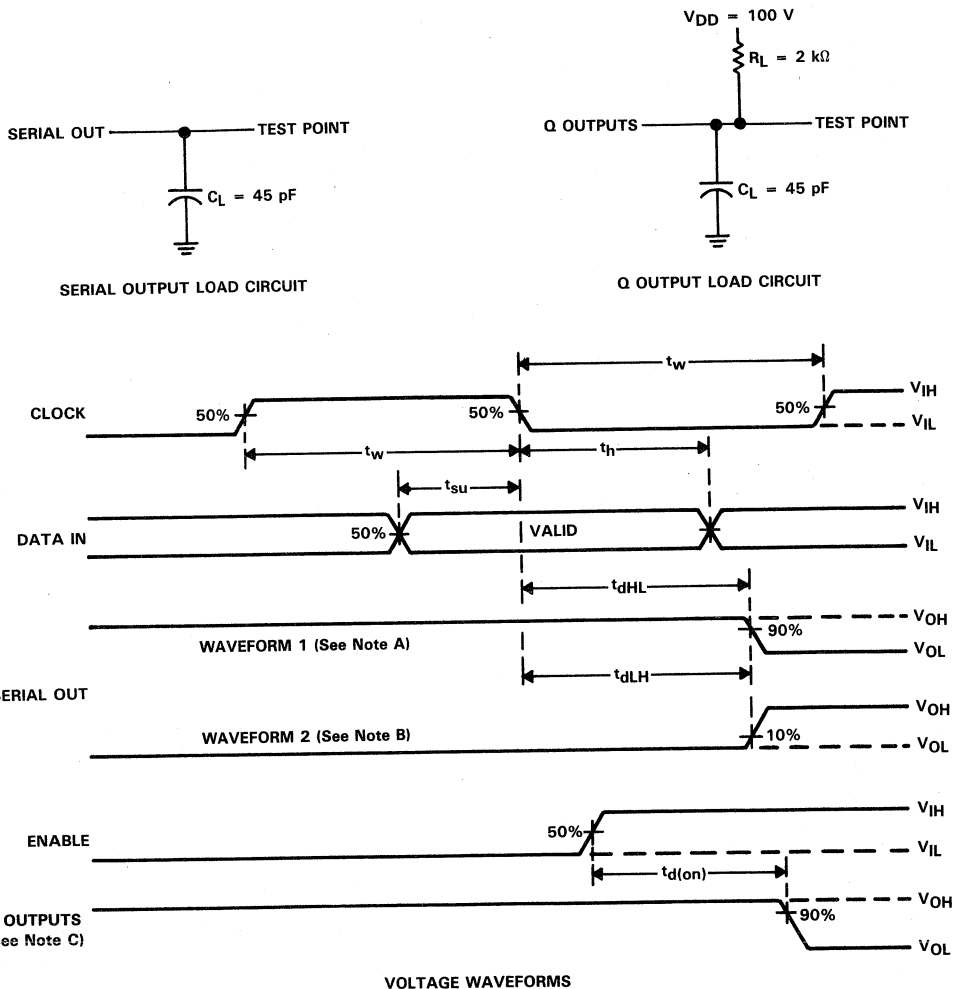 VDD = 100 V
RL = 2 kΩ
SERIAL OUT TEST POINT
Q OUTPUTS TEST POINT
CL = 45 pF
CL = 45 pF
SERIAL OUTPUT LOAD CIRCUIT
Q OUTPUT LOAD CIRCUIT
tw
CLOCK 50% 50% 50% VIH
VIL
tw th
tsu
DATA IN 50% VALID VIH
VIL
tdHL
WAVEFORM 1 (See Note A) 90% VOH
VOL
tdLH
SERIAL OUT
WAVEFORM 2 (See Note B) 10% VOH
VOL
ENABLE 50% VIH
VIL
td(on)
OUTPUTS 90% VOH
ee Note C) VOL
VOLTAGE WAVEFORMS